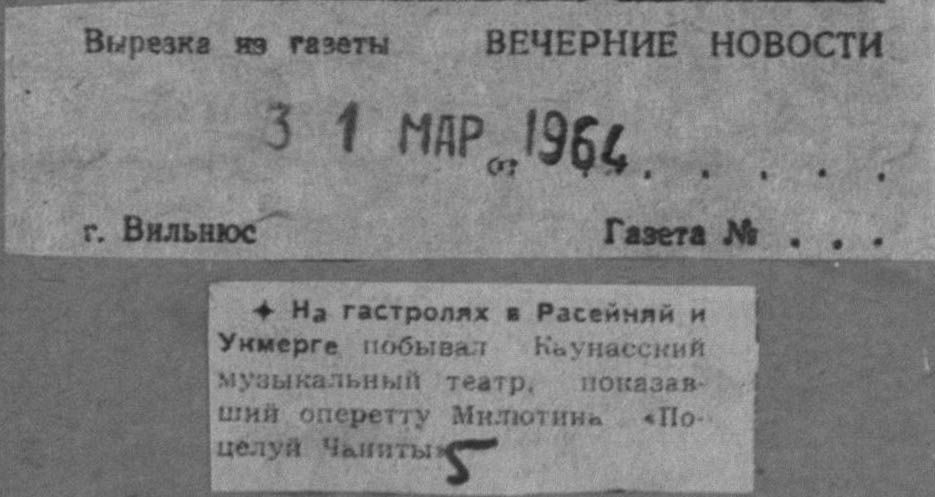 Вырезка из газеты ВЕЧЕРНИЕ НОВОСТИ
31 МАР 1964
от . . . . .
г. Вильнюс Газета № . . .
✦ На гастролях в Расейняй и
Укмерге побывал Каунасский
музыкальный театр, показав-
ший оперетту Милютина «По-
целуй Чаниты»
5